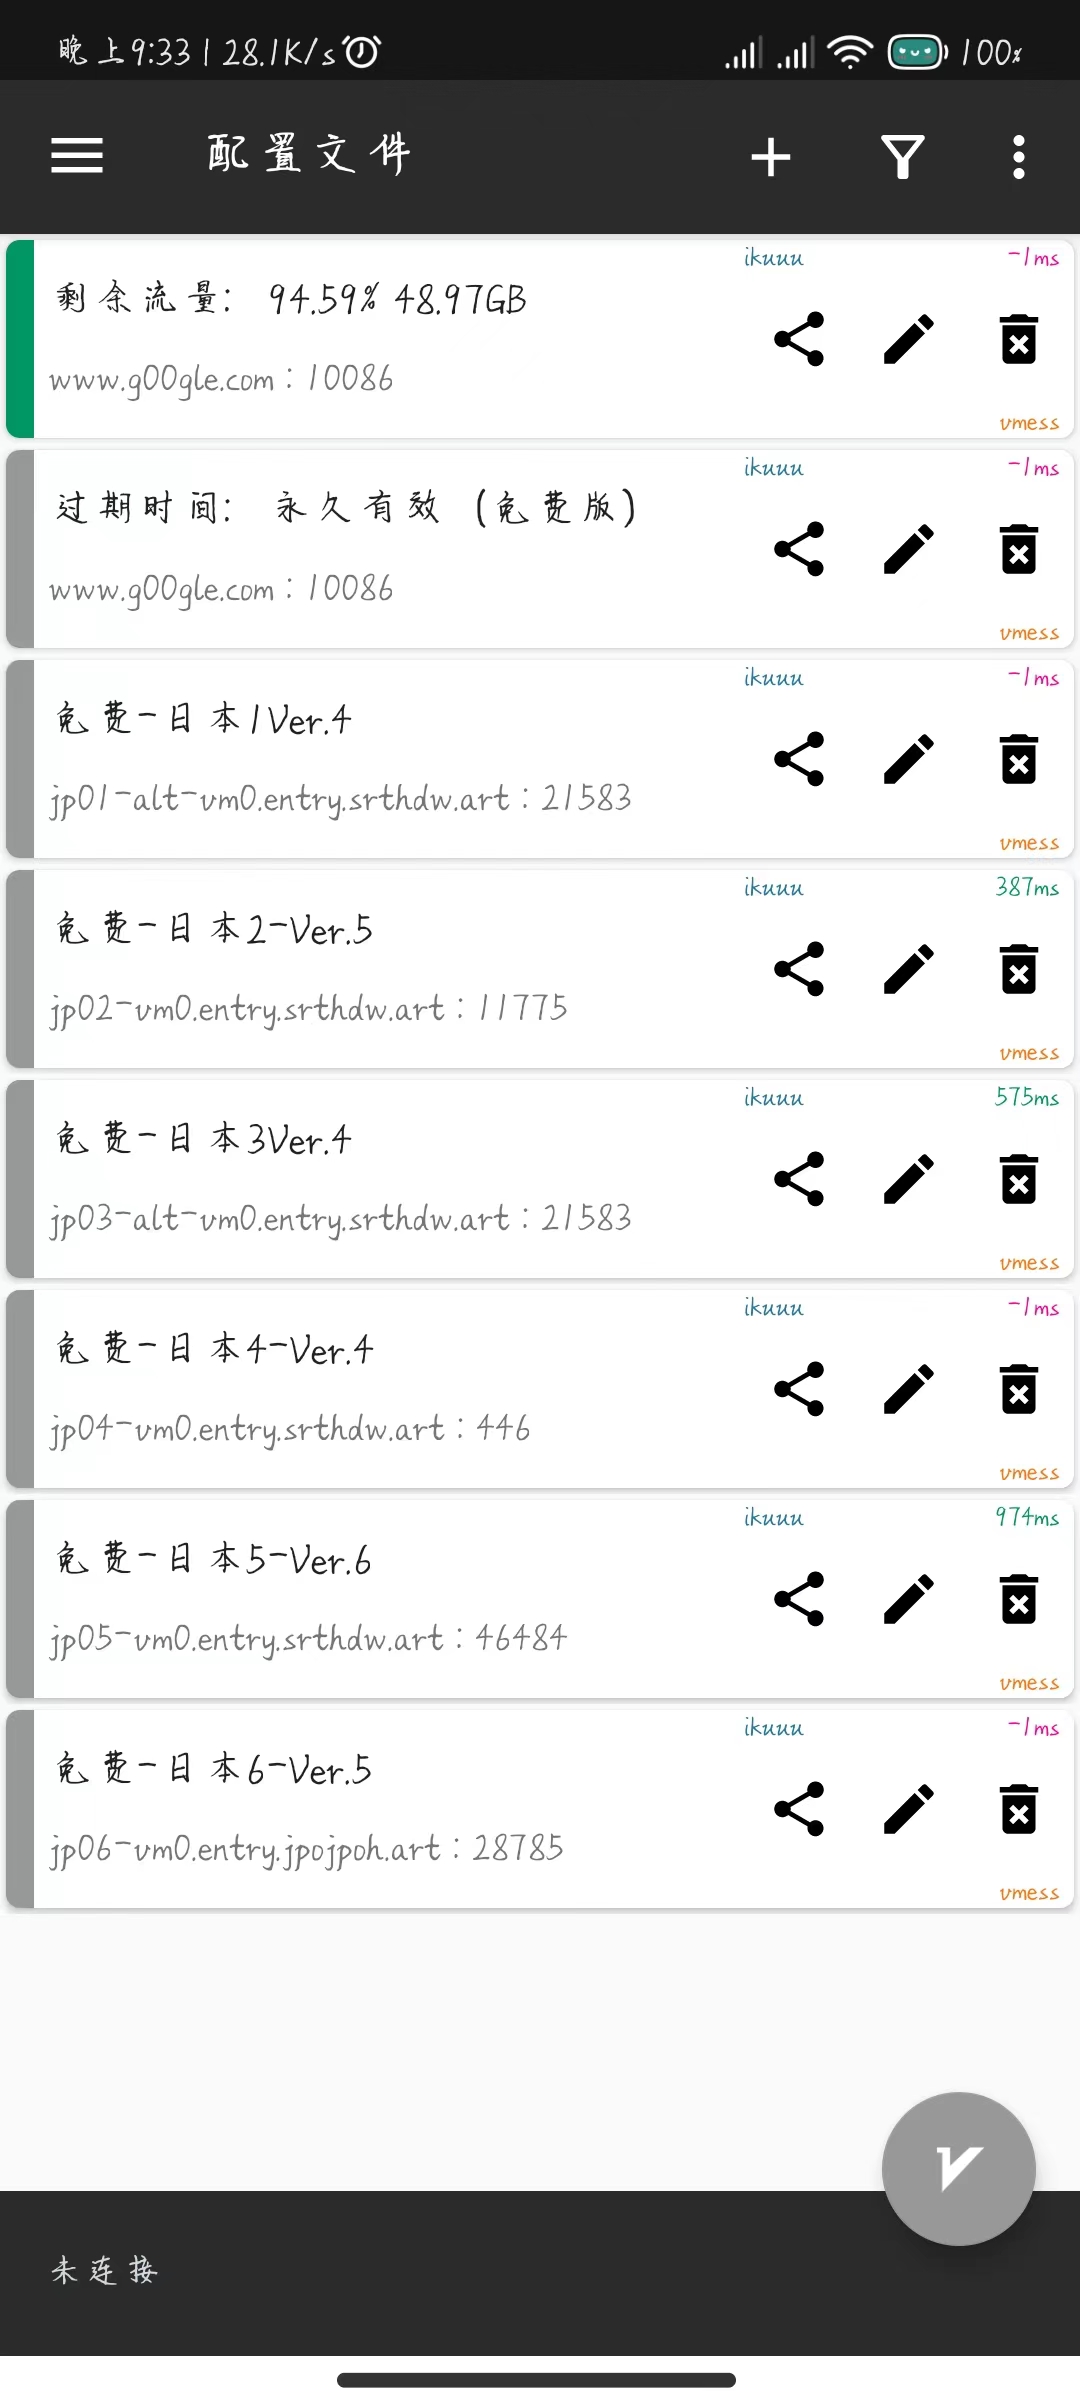 晚上9:33 | 28.1K/s 100%
配置文件
ikuuu -1ms
剩余流量: 94.59% 48.97GB
www.g00gle.com : 10086
vmess
ikuuu -1ms
过期时间: 永久有效 (免费版)
www.g00gle.com : 10086
vmess
ikuuu -1ms
免费-日本1Ver.4
jp01-alt-vm0.entry.srthdw.art : 21583
vmess
ikuuu 387ms
免费-日本2-Ver.5
jp02-vm0.entry.srthdw.art : 11775
vmess
ikuuu 575ms
免费-日本3Ver.4
jp03-alt-vm0.entry.srthdw.art : 21583
vmess
ikuuu -1ms
免费-日本4-Ver.4
jp04-vm0.entry.srthdw.art : 446
vmess
ikuuu 974ms
免费-日本5-Ver.6
jp05-vm0.entry.srthdw.art : 46484
vmess
ikuuu -1ms
免费-日本6-Ver.5
jp06-vm0.entry.jpojpoh.art : 28785
vmess
未连接